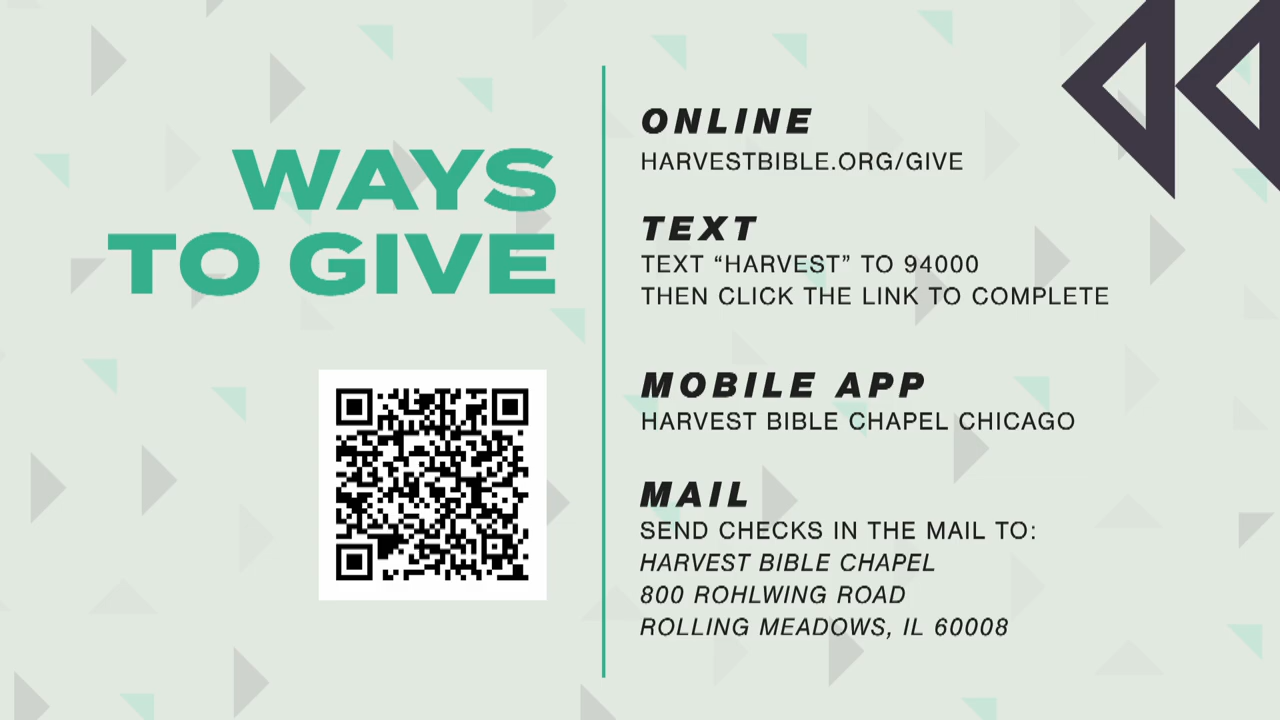 WAYS
TO GIVE
ONLINE
HARVESTBIBLE.ORG/GIVE
TEXT
TEXT “HARVEST” TO 94000
THEN CLICK THE LINK TO COMPLETE
MOBILE APP
HARVEST BIBLE CHAPEL CHICAGO
MAIL
SEND CHECKS IN THE MAIL TO:
HARVEST BIBLE CHAPEL
800 ROHLWING ROAD
ROLLING MEADOWS, IL 60008